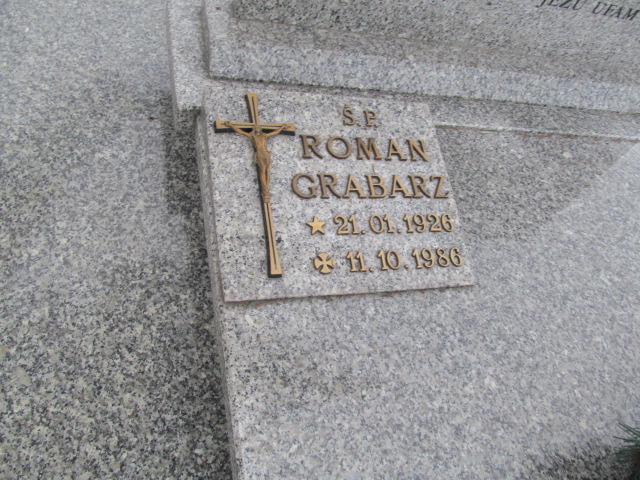 JEZU UFAM
Ś.P.
ROMAN
GRABARZ
21.01.1926
11.10.1986